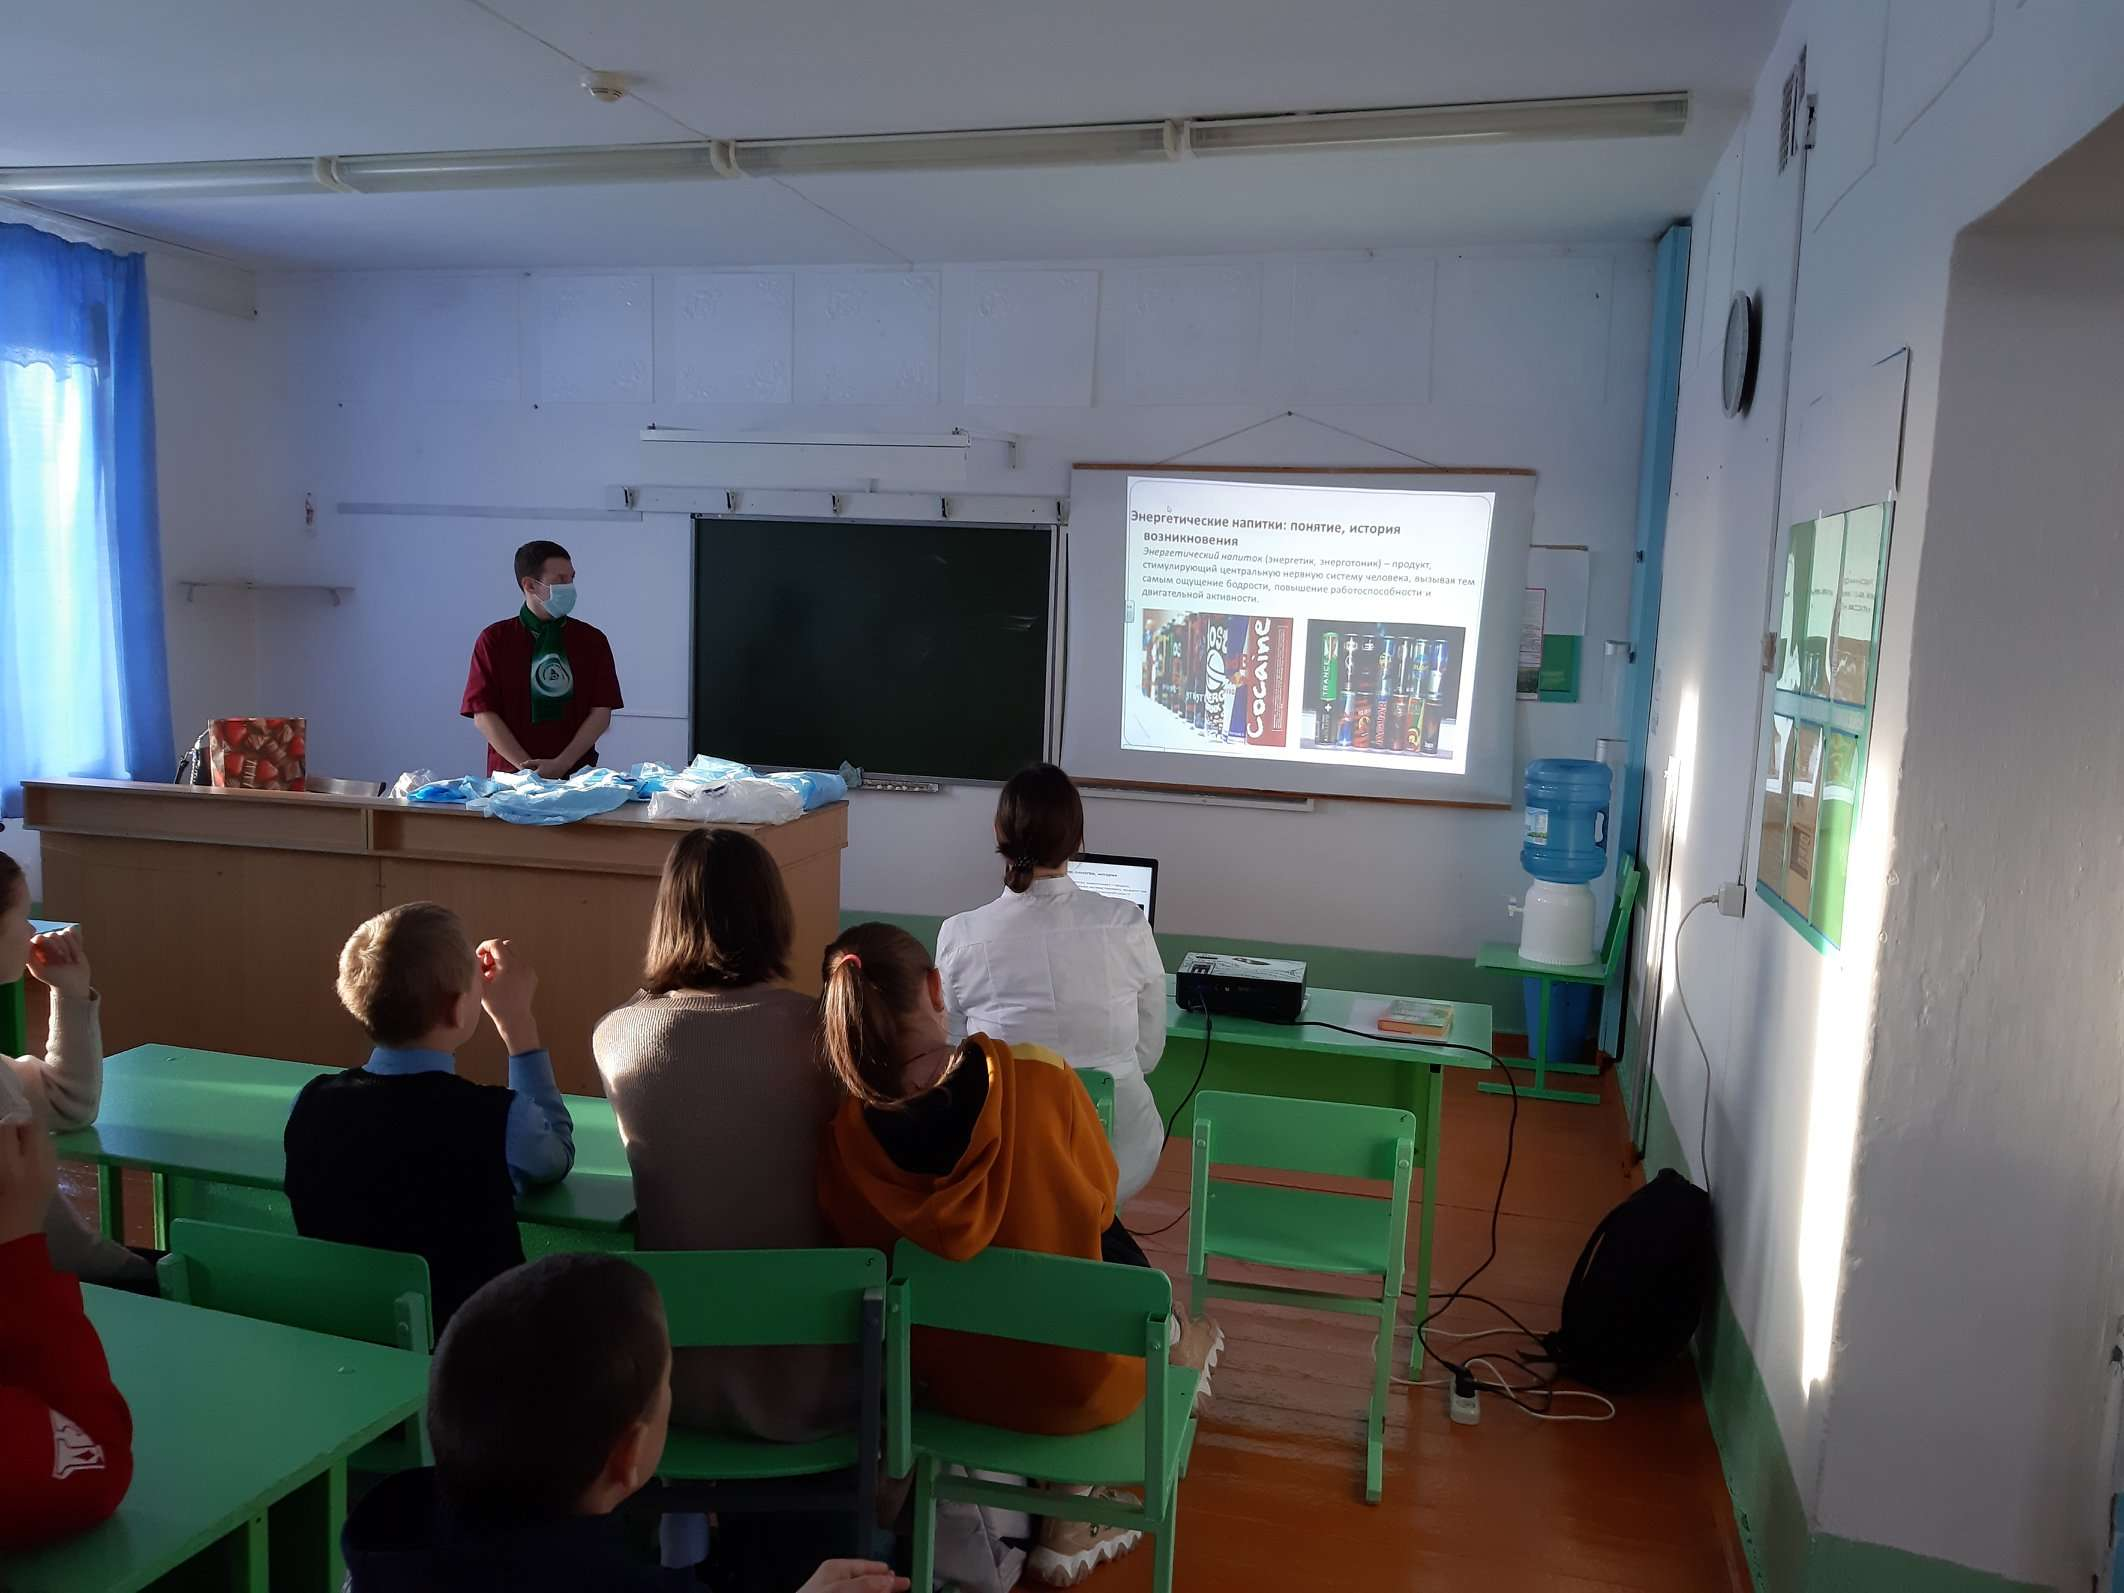 Энергетические напитки: понятие, история
возникновения
Энергетический напиток (энергетик, энерготоник) – продукт,
стимулирующий центральную нервную систему человека, вызывая тем
самым ощущение бодрости, повышение работоспособности и
двигательной активности.
Cocaine
TRANCE